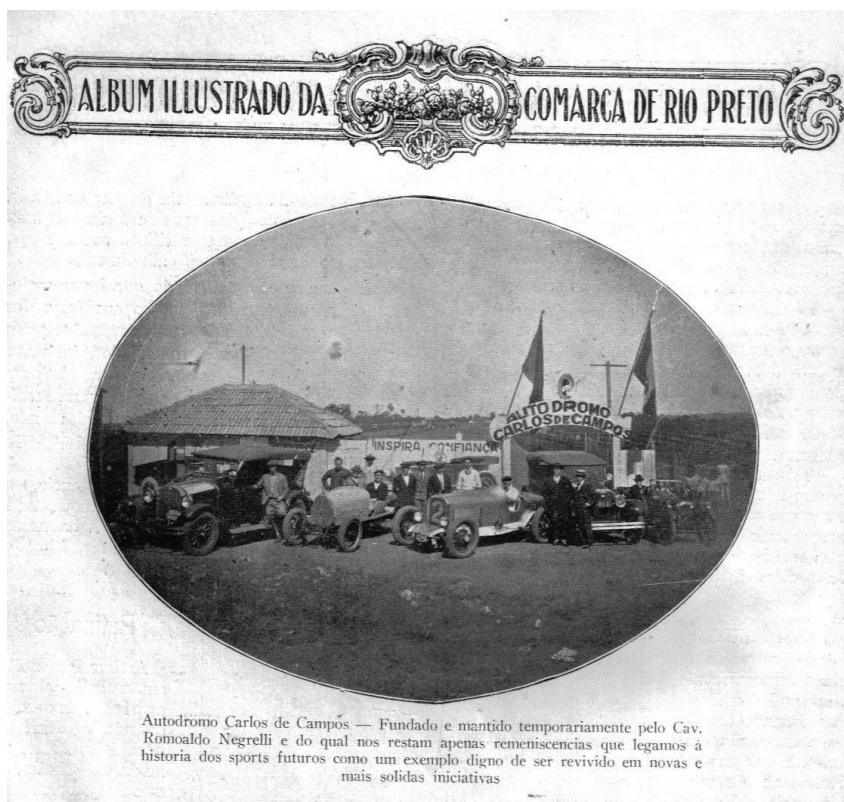 ALBUM ILLUSTRADO DA COMARCA DE RIO PRETO
AUTODROMO
CARLOS DE CAMPOS
INSPIRA CONFIANÇA
2
Autodromo Carlos de Campos — Fundado e mantido temporariamente pelo Cav.
Romoaldo Negrelli e do qual nos restam apenas remeniscencias que legamos á
historia dos sports futuros como um exemplo digno de ser revivido em novas e
mais solidas iniciativas